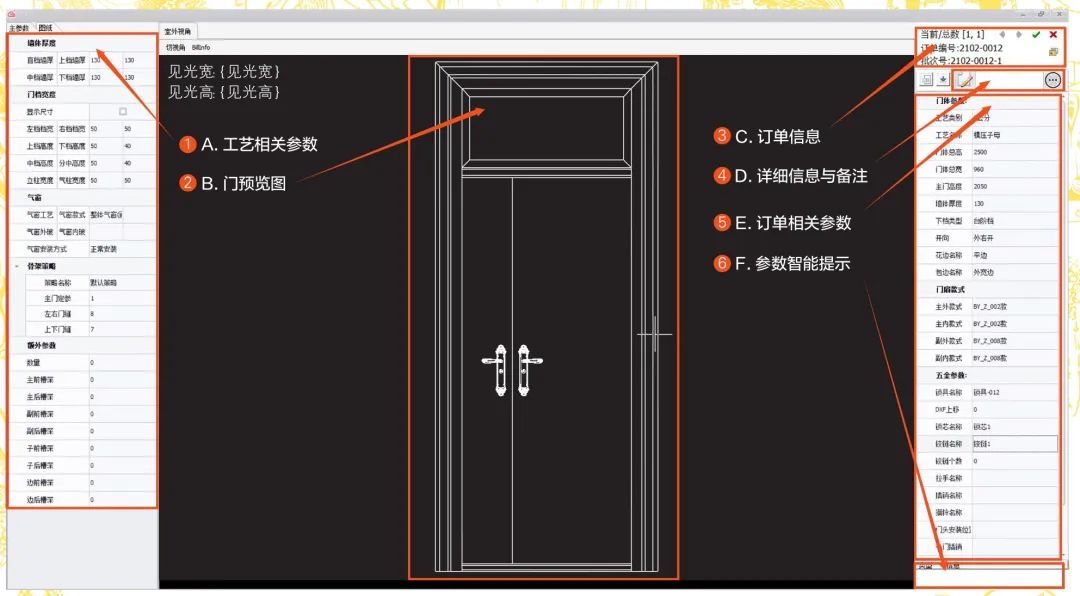 主参数 图纸
墙体厚度
直档墙厚 上档墙厚 130 130
中档墙厚 下档墙厚 130 130
门档宽度
显示尺寸
左档档宽 右档档宽 50 50
上档高度 下档高度 50 40
中档高度 分中高度 50 40
立柱宽度 气柱宽度 50 50
气窗
气窗工艺 气窗款式 整体气窗
气窗外玻 气窗内玻
气窗安装方式 正常安装
骨架策略
策略名称 默认策略
主门定参 1
左右门缝 8
上下门缝 7
额外参数
数量 0
主前槽深 0
主后槽深 0
副前槽深 0
副后槽深 0
子前槽深 0
子后槽深 0
边前槽深 0
边后槽深 0
室外视角
切视角 BillInfo
见光宽:{见光宽}
见光高:{见光高}
1 A. 工艺相关参数
2 B. 门预览图
3 C. 订单信息
4 D. 详细信息与备注
5 E. 订单相关参数
6 F. 参数智能提示
当前/总数 [1, 1]
订单编号:2102-0012
批次号:2102-0012-1
门体参数:
工艺类别
工艺名称 模压子母
门体总高 2500
门体总宽 960
主门高度 2050
墙体厚度 130
下档类型 台阶档
开向 外右开
花边名称 平边
包边名称 外宽边
门扇款式
主外款式 BY_Z_002款
主内款式 BY_Z_002款
副外款式 BY_Z_008款
副内款式 BY_Z_008款
五金参数:
锁具名称 锁具-012
DXF上移 0
锁芯名称 锁芯1
铰链名称 铰链1
铰链个数 0
拉手名称
插销名称
猫铃名称
门头安装位
门插销